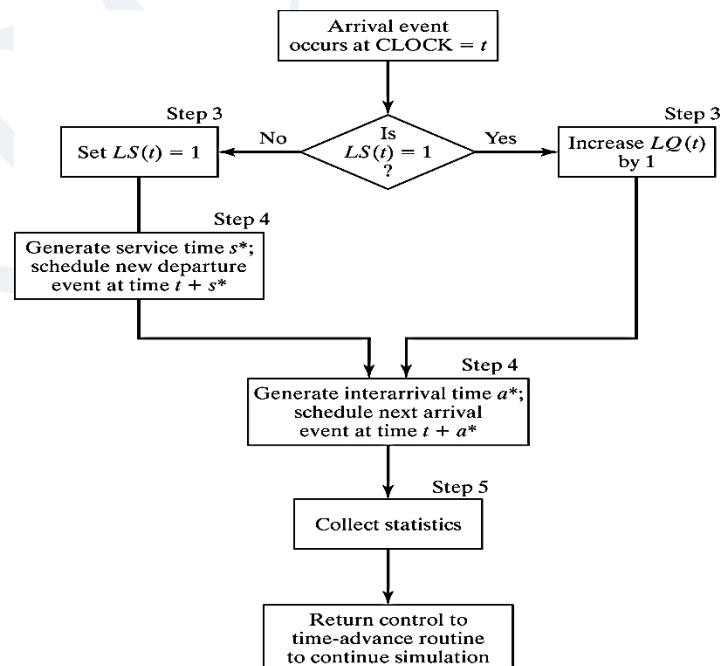 Arrival event
occurs at CLOCK = t
Step 3
Set LS(t) = 1
No
Is
LS(t) = 1
?
Yes
Step 3
Increase LQ(t)
by 1
Step 4
Generate service time s*;
schedule new departure
event at time t + s*
Step 4
Generate interarrival time a*;
schedule next arrival
event at time t + a*
Step 5
Collect statistics
Return control to
time-advance routine
to continue simulation